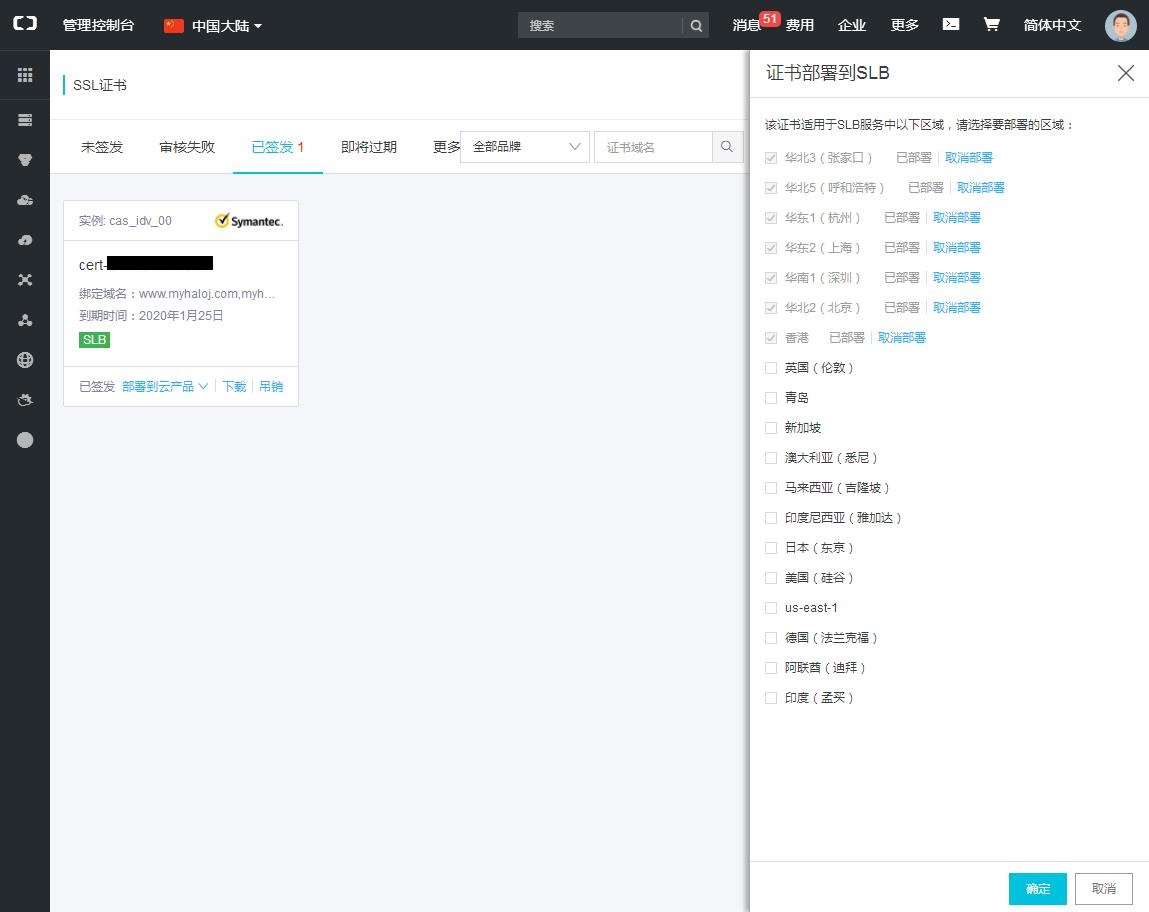 管理控制台 中国大陆 搜索 消息 51 费用 企业 更多 简体中文
SSL证书
未签发 审核失败 已签发 1 即将过期 更多 全部品牌 证书域名
实例: cas_idv_00 Symantec.
cert-
绑定域名：www.myhaloj.com,myh...
到期时间：2020年1月25日
SLB
已签发 部署到云产品 下载 吊销
证书部署到SLB
该证书适用于SLB服务中以下区域，请选择要部署的区域：
华北3（张家口） 已部署 取消部署
华北5（呼和浩特） 已部署 取消部署
华东1（杭州） 已部署 取消部署
华东2（上海） 已部署 取消部署
华南1（深圳） 已部署 取消部署
华北2（北京） 已部署 取消部署
香港 已部署 取消部署
英国（伦敦）
青岛
新加坡
澳大利亚（悉尼）
马来西亚（吉隆坡）
印度尼西亚（雅加达）
日本（东京）
美国（硅谷）
us-east-1
德国（法兰克福）
阿联酋（迪拜）
印度（孟买）
确定 取消